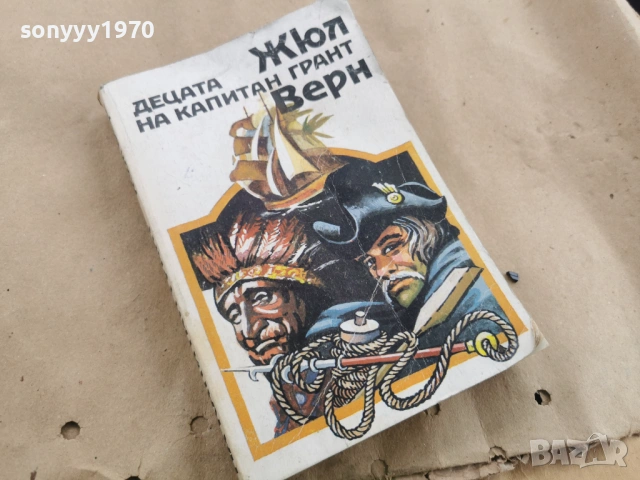 sonyyy1970
Жюл
Верн
ДЕЦАТА
НА КАПИТАН ГРАНТ
BAZAR